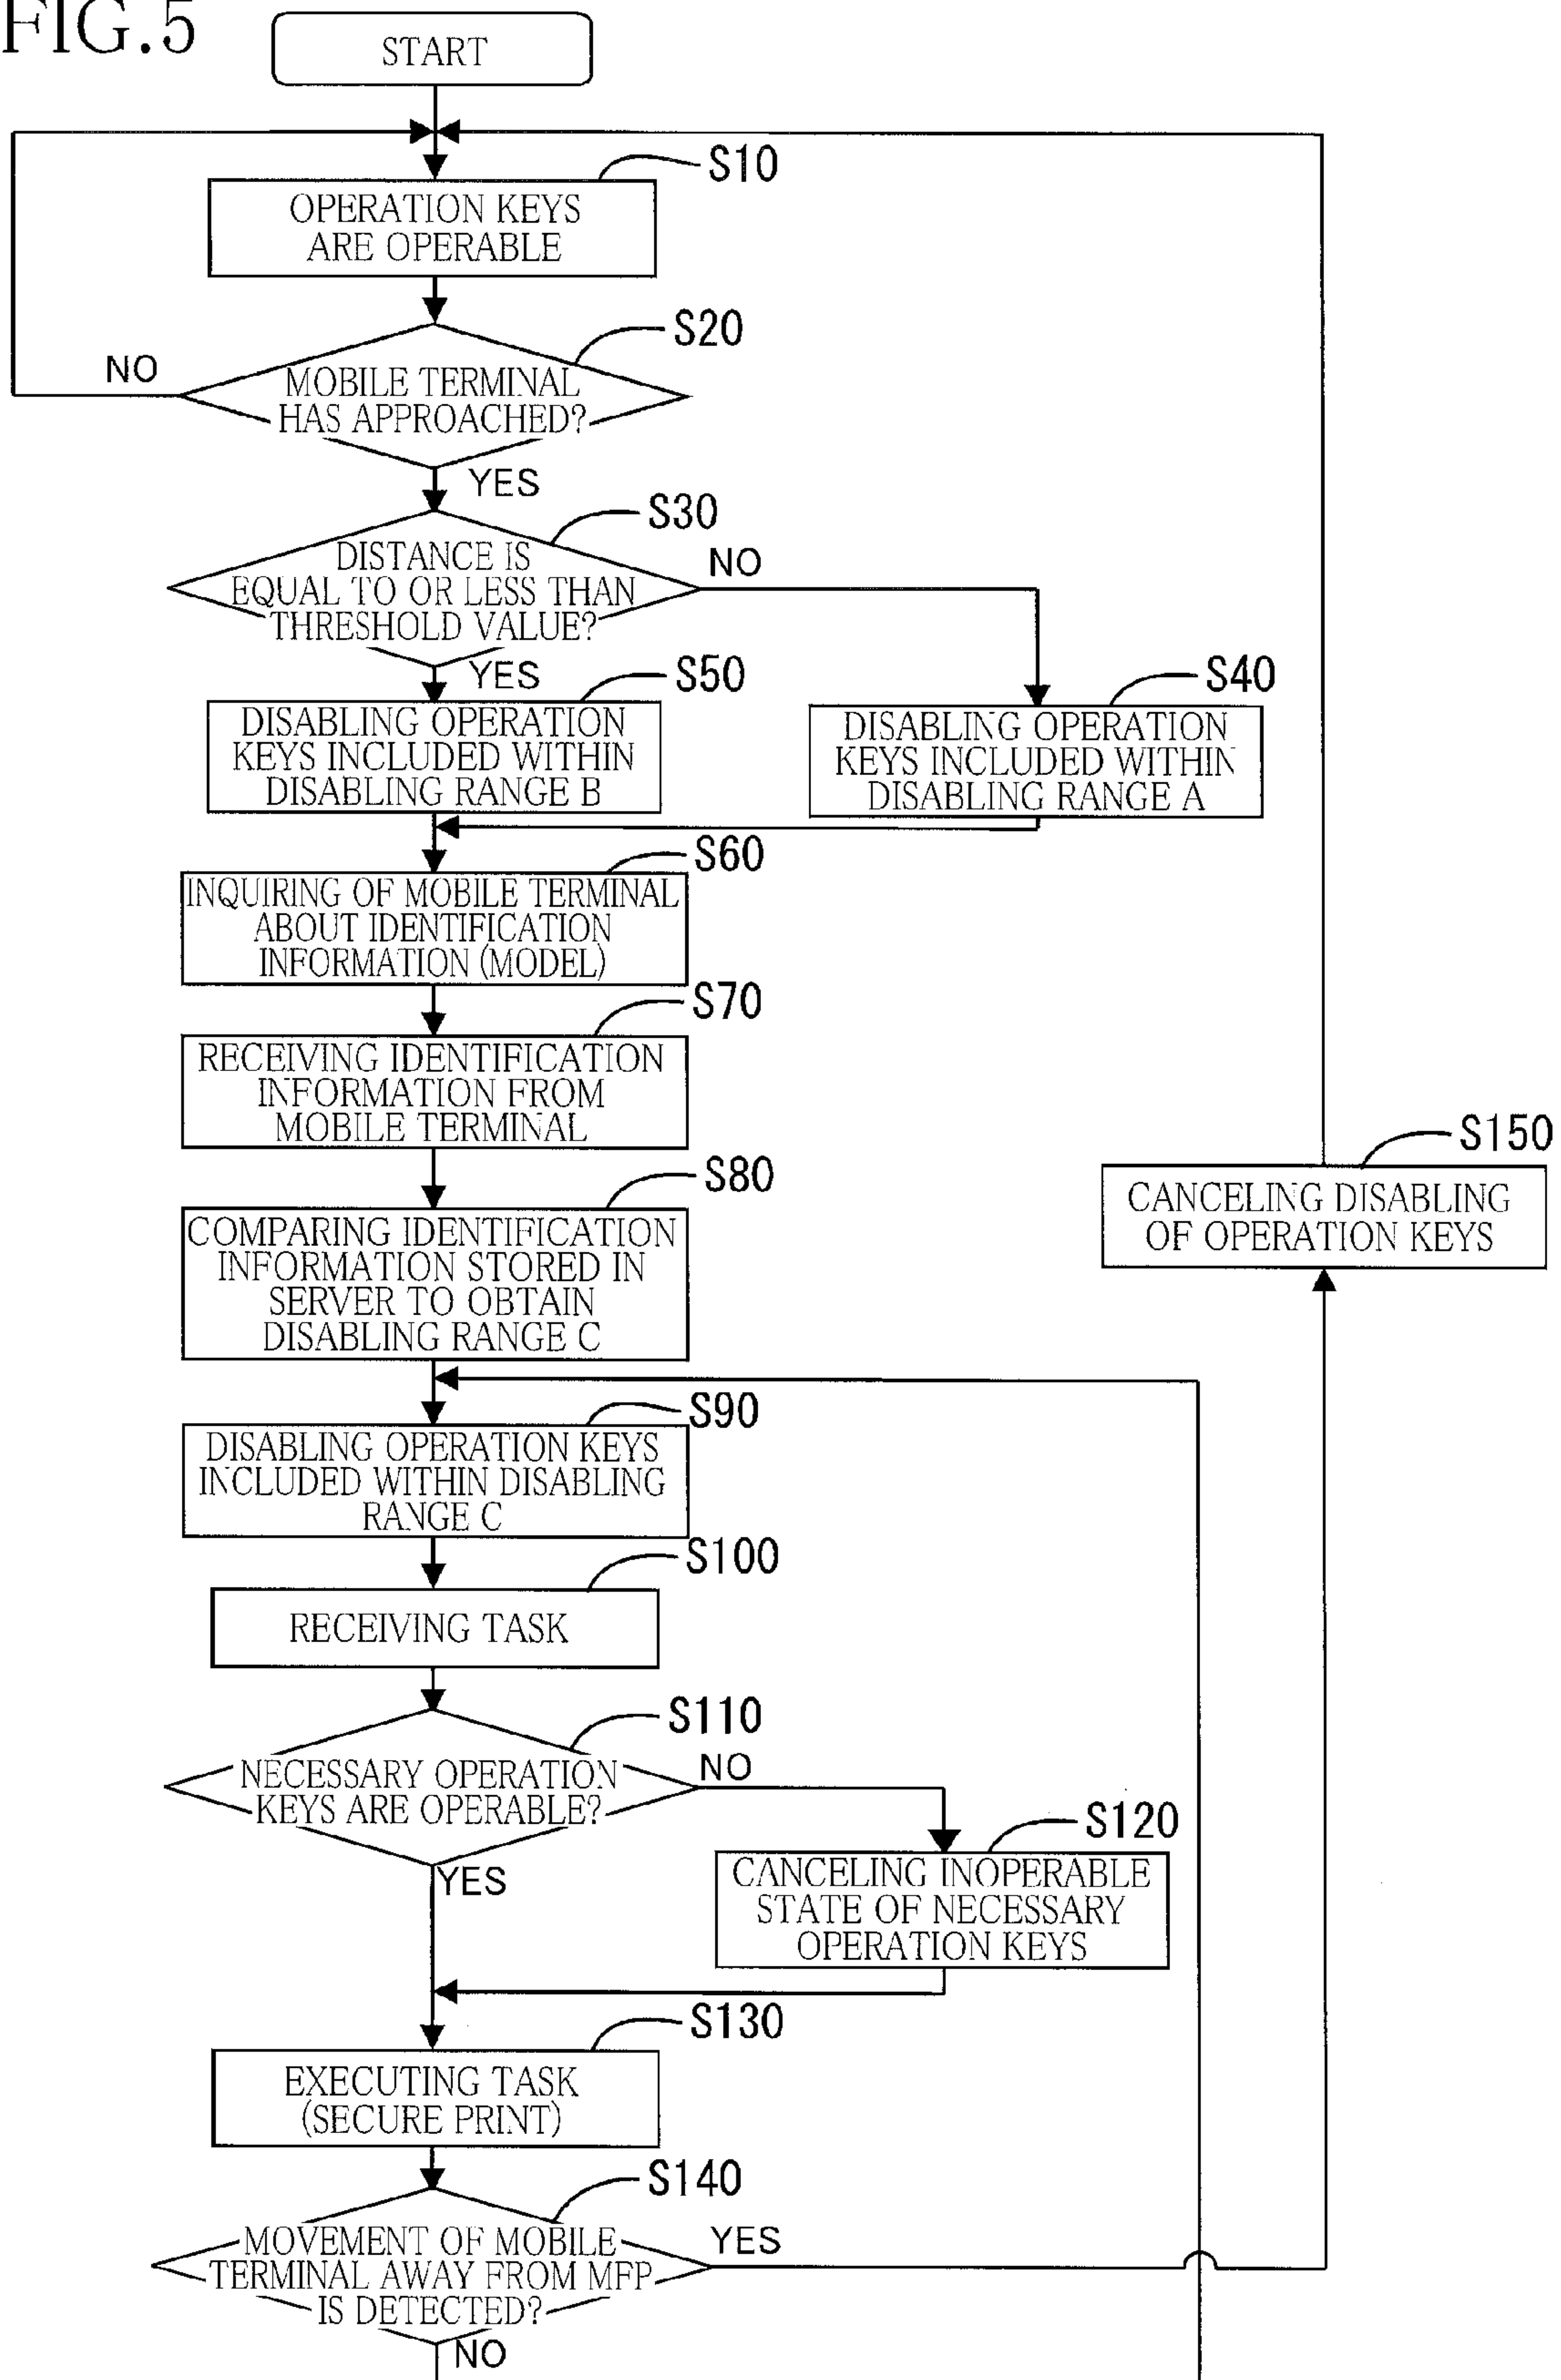 FIG.5
START
S10
OPERATION KEYS
ARE OPERABLE
S20
NO
MOBILE TERMINAL
HAS APPROACHED?
YES
S30
DISTANCE IS
EQUAL TO OR LESS THAN
THRESHOLD VALUE?
NO
YES
S50
DISABLING OPERATION
KEYS INCLUDED WITHIN
DISABLING RANGE B
S40
DISABLING OPERATION
KEYS INCLUDED WITHIN
DISABLING RANGE A
S60
INQUIRING OF MOBILE TERMINAL
ABOUT IDENTIFICATION
INFORMATION (MODEL)
S70
RECEIVING IDENTIFICATION
INFORMATION FROM
MOBILE TERMINAL
S80
COMPARING IDENTIFICATION
INFORMATION STORED IN
SERVER TO OBTAIN
DISABLING RANGE C
S150
CANCELING DISABLING
OF OPERATION KEYS
S90
DISABLING OPERATION KEYS
INCLUDED WITHIN DISABLING
RANGE C
S100
RECEIVING TASK
S110
NECESSARY OPERATION
KEYS ARE OPERABLE?
NO
YES
S120
CANCELING INOPERABLE
STATE OF NECESSARY
OPERATION KEYS
S130
EXECUTING TASK
(SECURE PRINT)
S140
MOVEMENT OF MOBILE
TERMINAL AWAY FROM MFP
IS DETECTED?
YES
NO